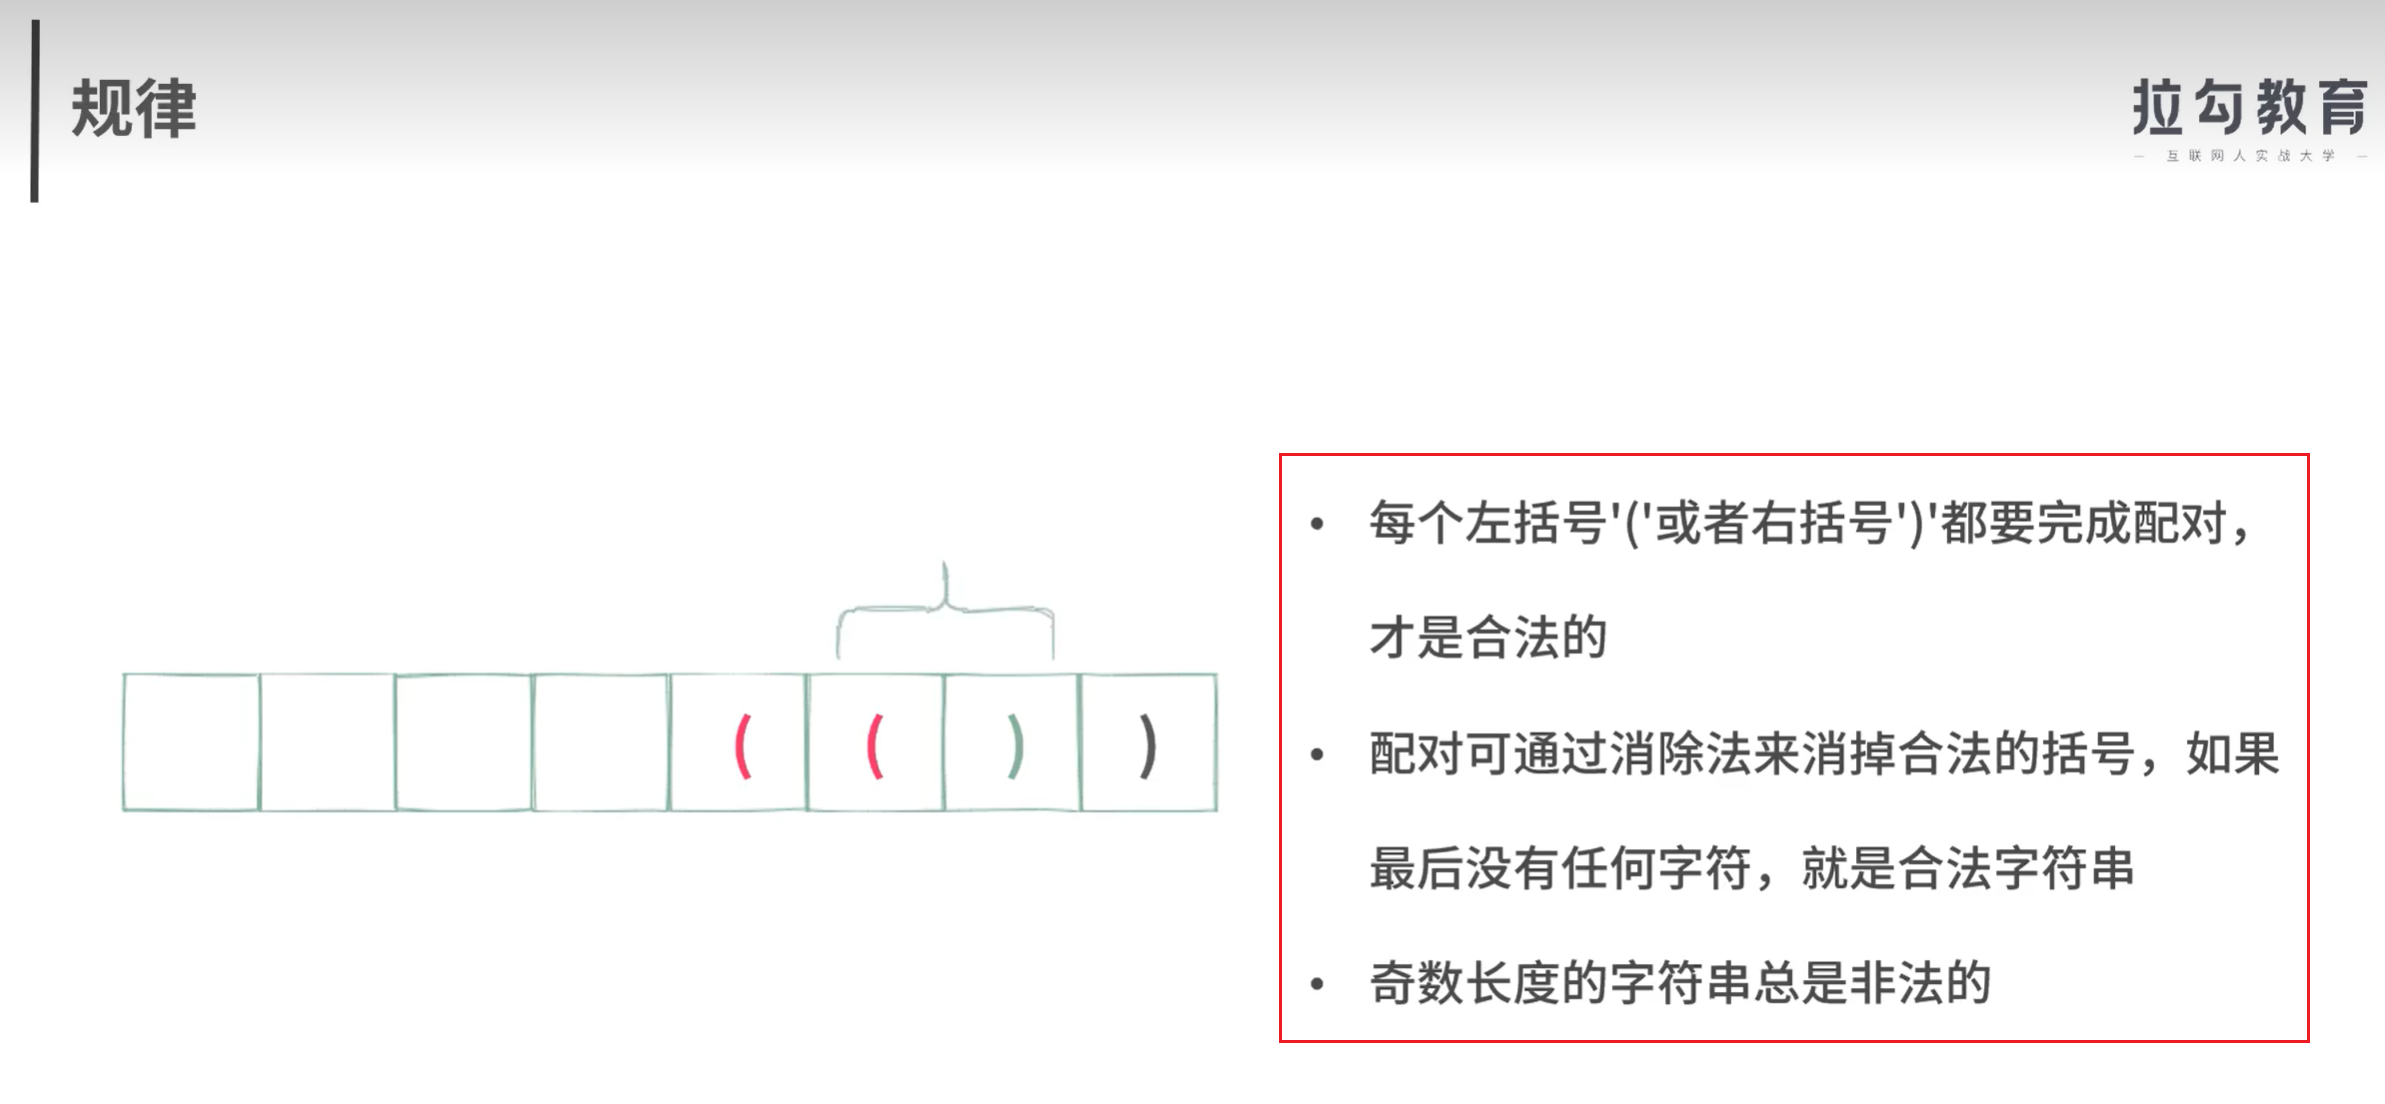 规律
拉勾教育
— 互联网人实战大学 —
( ( ) )
• 每个左括号'('或者右括号')'都要完成配对，
才是合法的
• 配对可通过消除法来消掉合法的括号，如果
最后没有任何字符，就是合法字符串
• 奇数长度的字符串总是非法的